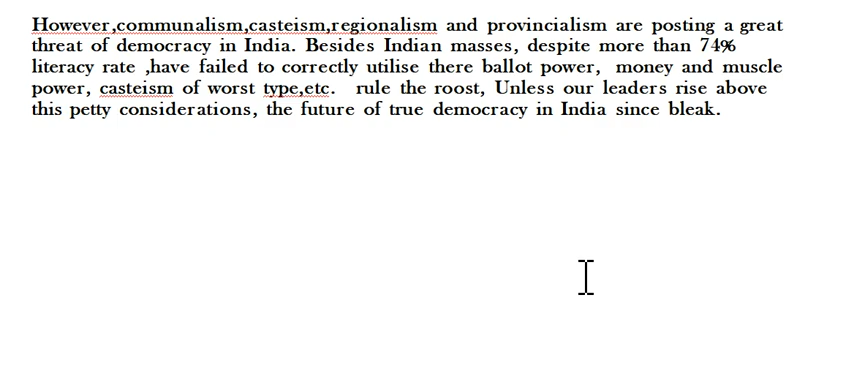 However,communalism,casteism,regionalism and provincialism are posting a great
threat of democracy in India. Besides Indian masses, despite more than 74%
literacy rate ,have failed to correctly utilise there ballot power, money and muscle
power, casteism of worst type,etc. rule the roost, Unless our leaders rise above
this petty considerations, the future of true democracy in India since bleak.